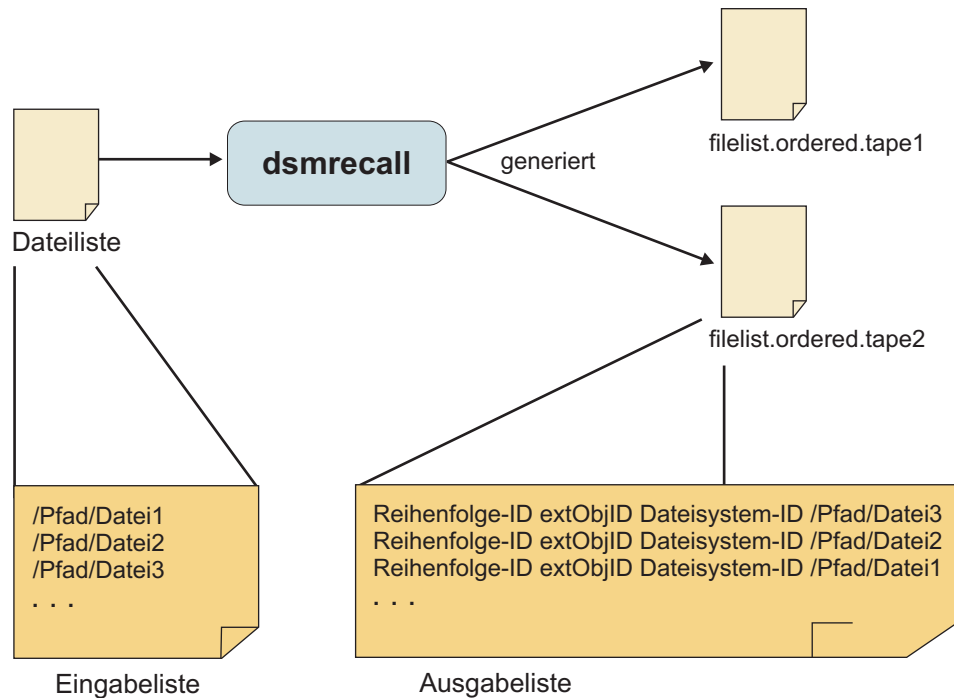 filelist.ordered.tape1
dsmrecall
generiert
Dateiliste
filelist.ordered.tape2
/Pfad/Datei1
/Pfad/Datei2
/Pfad/Datei3
. . .
Eingabeliste
Reihenfolge-ID extObjID Dateisystem-ID /Pfad/Datei3
Reihenfolge-ID extObjID Dateisystem-ID /Pfad/Datei2
Reihenfolge-ID extObjID Dateisystem-ID /Pfad/Datei1
. . .
Ausgabeliste